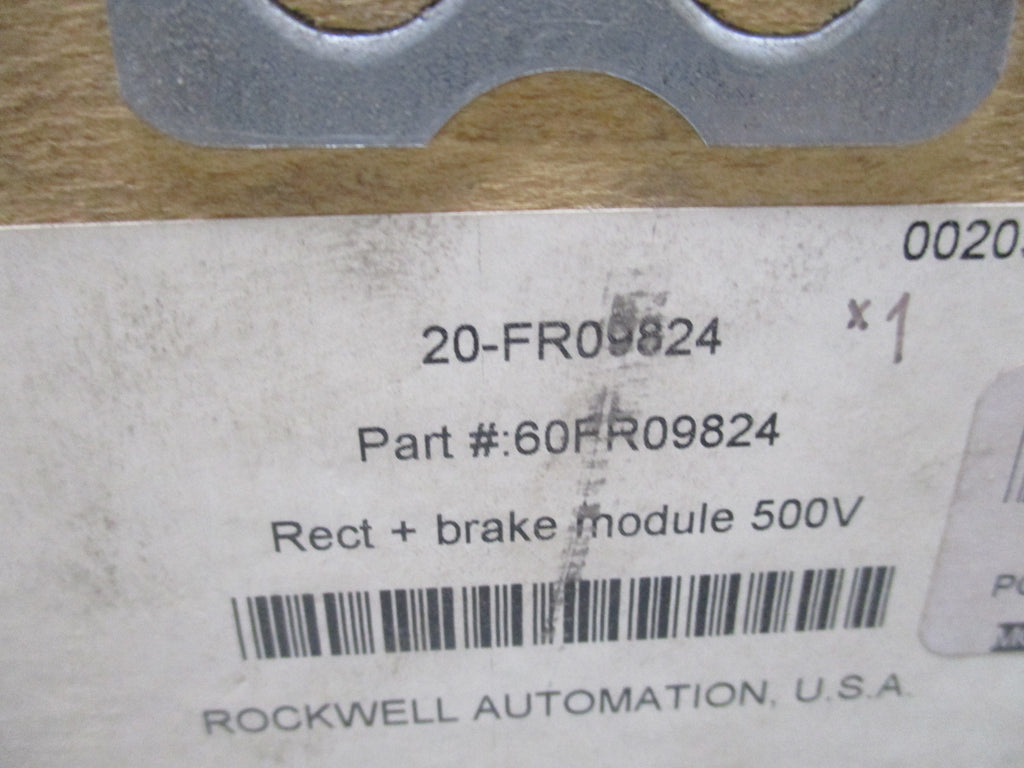 0020
20-FR09824
x1
Part #:60FR09824
Rect + brake module 500V
ROCKWELL AUTOMATION, U.S.A.